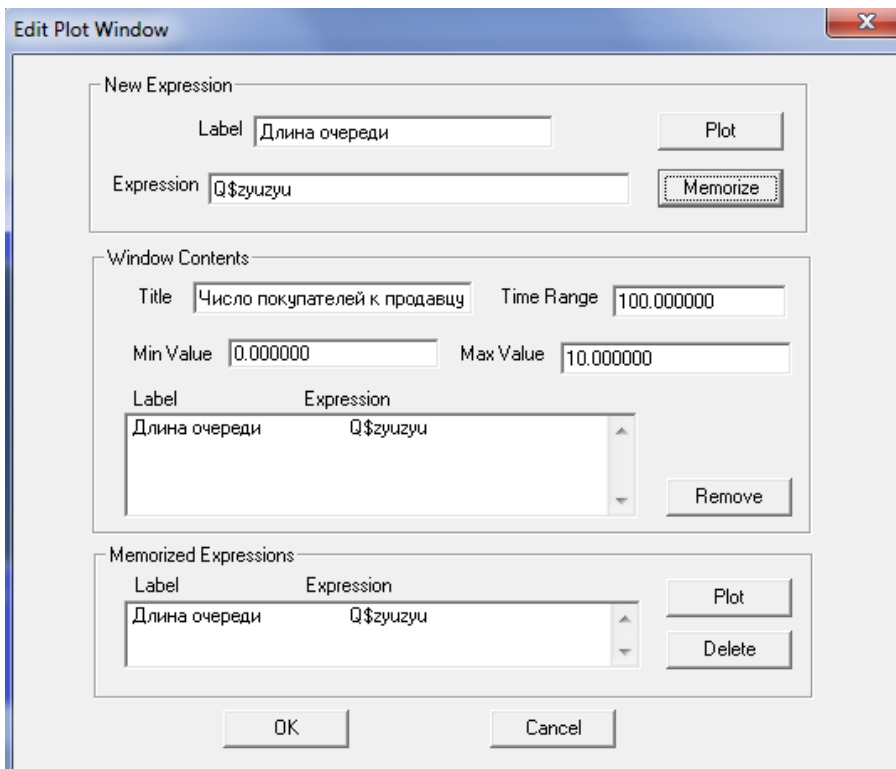 Edit Plot Window
New Expression
Label Длина очереди Plot
Expression Q$zyuzyu Memorize
Window Contents
Title Число покупателей к продавцу Time Range 100.000000
Min Value 0.000000 Max Value 10.000000
Label Expression
Длина очереди Q$zyuzyu
Remove
Memorized Expressions
Label Expression
Plot
Длина очереди Q$zyuzyu
Delete
OK Cancel